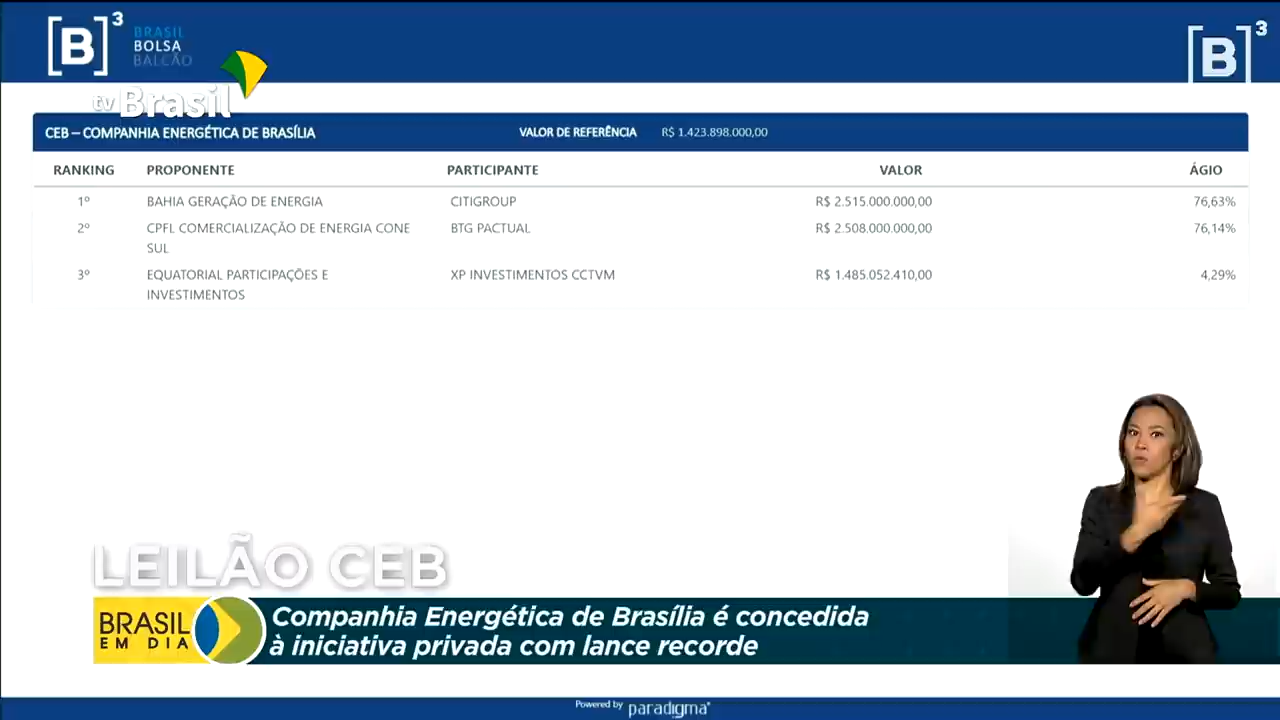 [B]³
BRASIL
BOLSA
BALCÃO
[B]³
tv Brasil
CEB – COMPANHIA ENERGÉTICA DE BRASÍLIA VALOR DE REFERÊNCIA R$ 1.423.898.000,00
RANKING PROPONENTE PARTICIPANTE VALOR ÁGIO
1º BAHIA GERAÇÃO DE ENERGIA CITIGROUP R$ 2.515.000.000,00 76,63%
2º CPFL COMERCIALIZAÇÃO DE ENERGIA CONE BTG PACTUAL R$ 2.508.000.000,00 76,14%
SUL
3º EQUATORIAL PARTICIPAÇÕES E XP INVESTIMENTOS CCTVM R$ 1.485.052.410,00 4,29%
INVESTIMENTOS
LEILÃO CEB
BRASIL
EM DIA
Companhia Energética de Brasília é concedida
à iniciativa privada com lance recorde
Powered by paradigma